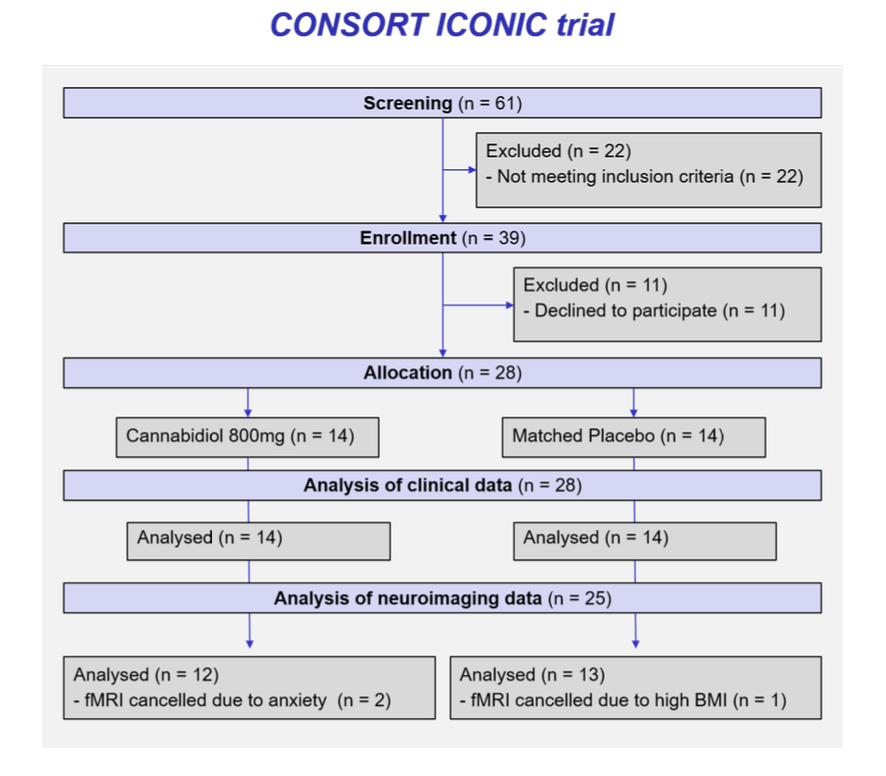 CONSORT ICONIC trial
Screening (n = 61)
Excluded (n = 22)
- Not meeting inclusion criteria (n = 22)
Enrollment (n = 39)
Excluded (n = 11)
- Declined to participate (n = 11)
Allocation (n = 28)
Cannabidiol 800mg (n = 14)
Matched Placebo (n = 14)
Analysis of clinical data (n = 28)
Analysed (n = 14)
Analysed (n = 14)
Analysis of neuroimaging data (n = 25)
Analysed (n = 12)
- fMRI cancelled due to anxiety (n = 2)
Analysed (n = 13)
- fMRI cancelled due to high BMI (n = 1)